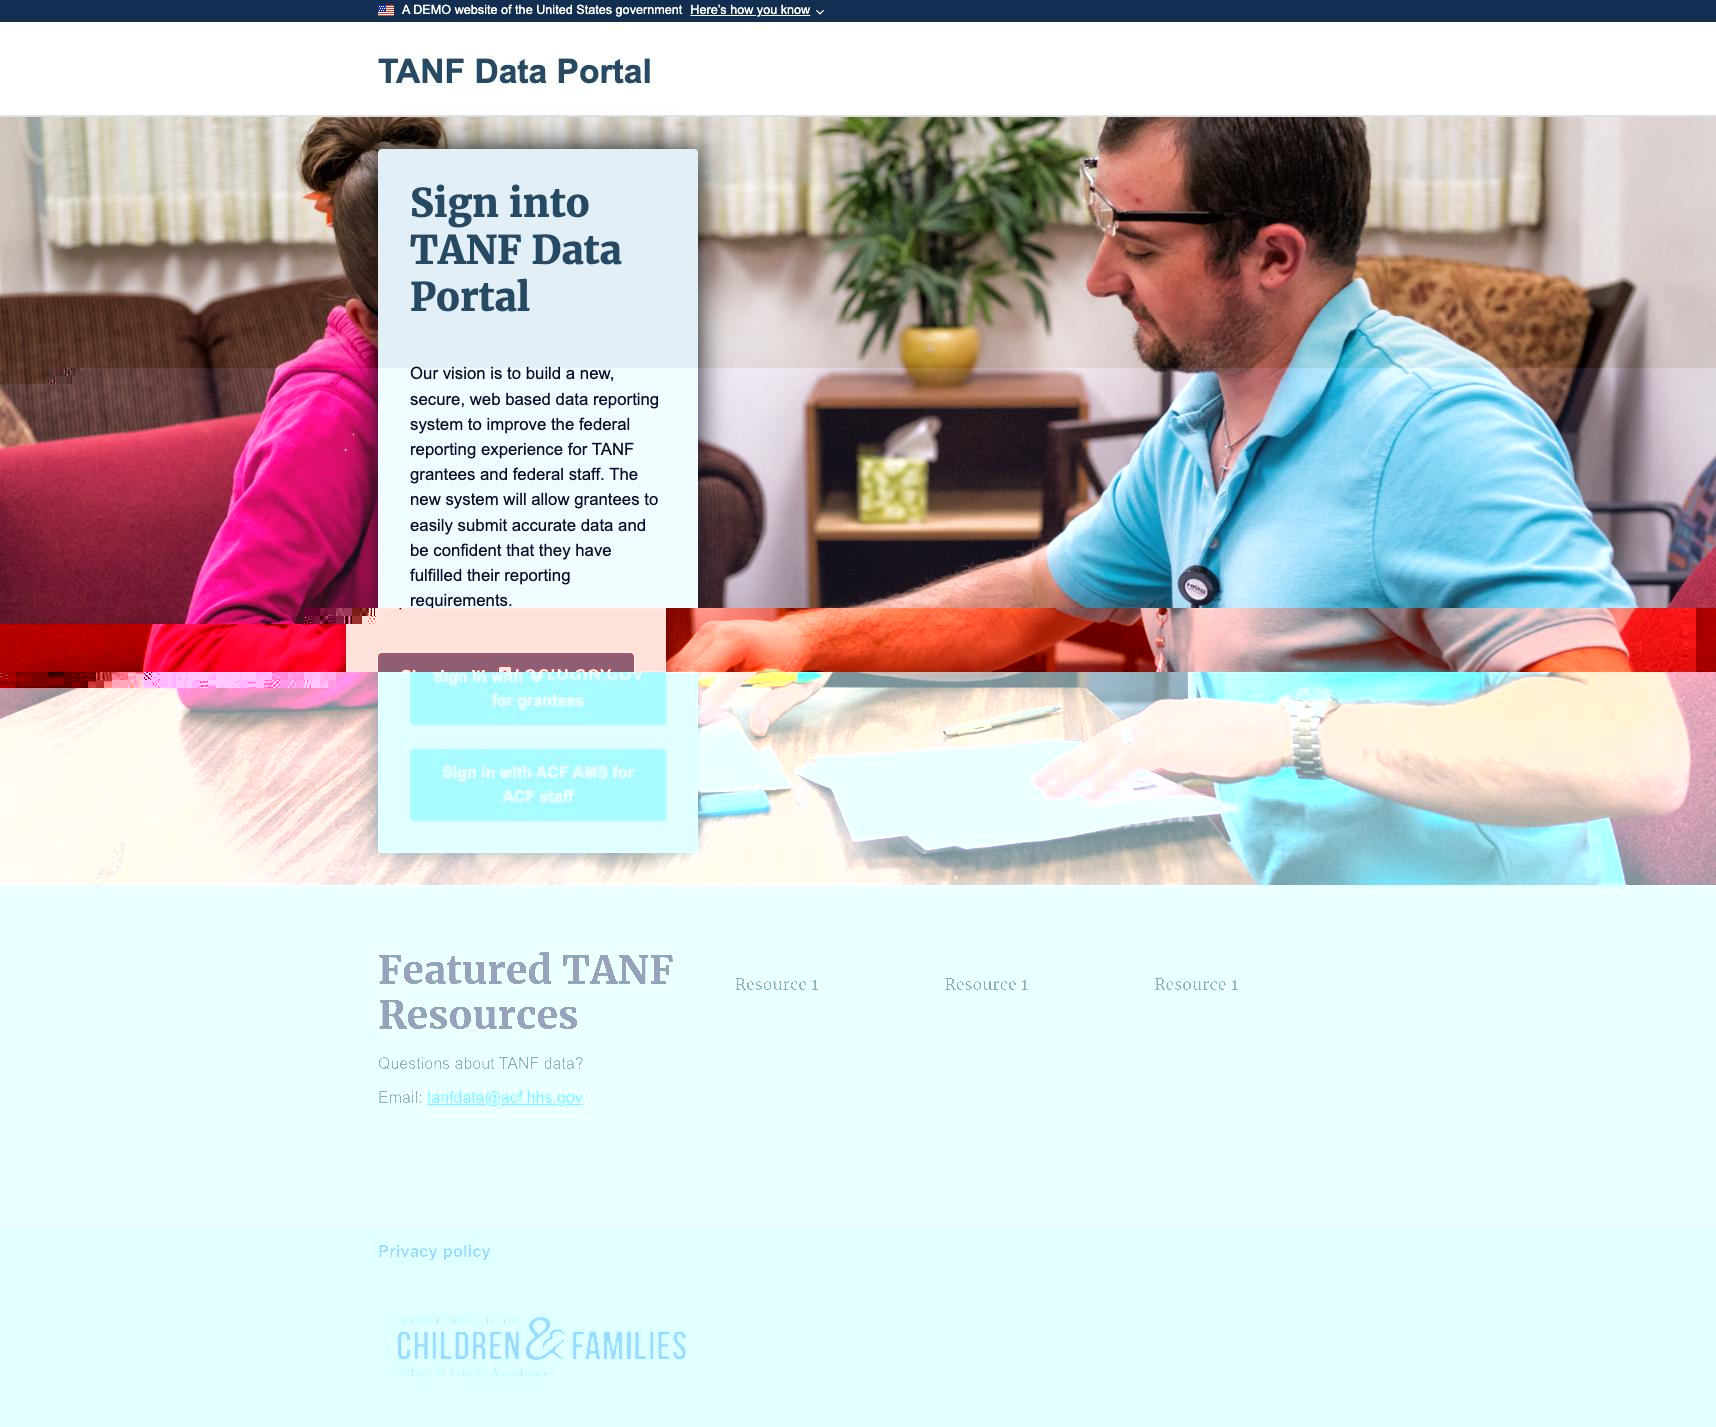 A DEMO website of the United States government Here's how you know
TANF Data Portal
Sign into
TANF Data
Portal
Our vision is to build a new,
secure, web based data reporting
system to improve the federal
reporting experience for TANF
grantees and federal staff. The
new system will allow grantees to
easily submit accurate data and
be confident that they have
fulfilled their reporting
requirements.
Sign in with LOGIN.GOV
for grantees
Sign in with ACF AMS for
ACF staff
Featured TANF
Resources
Resource 1
Resource 1
Resource 1
Questions about TANF data?
Email: tanfdata@acf.hhs.gov
Privacy policy
CHILDREN & FAMILIES